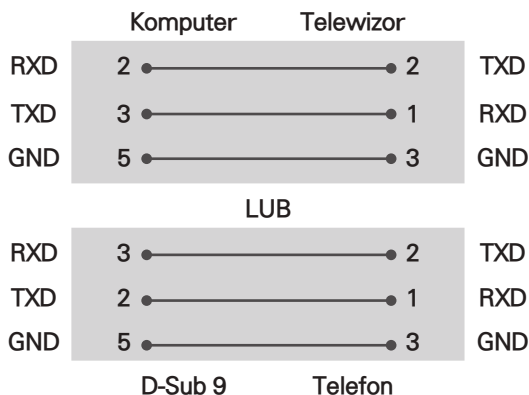 Komputer Telewizor
RXD 2 2 TXD
TXD 3 1 RXD
GND 5 3 GND
LUB
RXD 3 2 TXD
TXD 2 1 RXD
GND 5 3 GND
D-Sub 9 Telefon